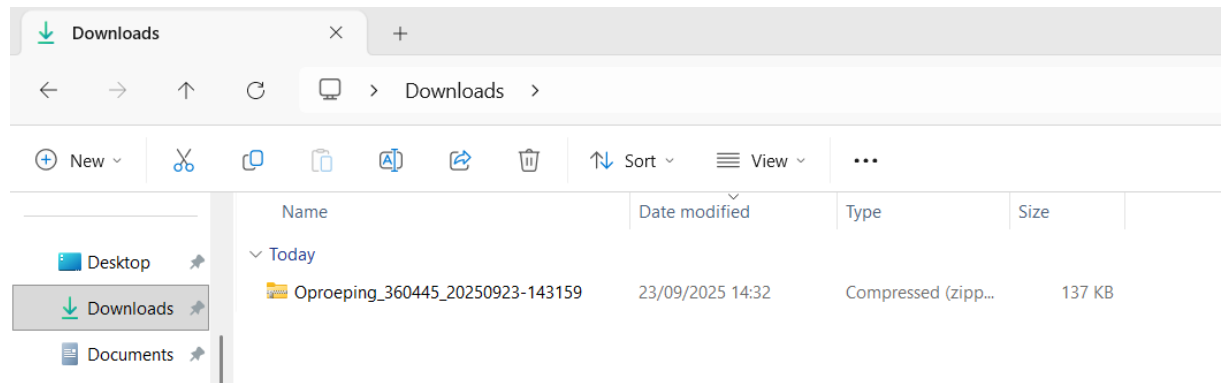 Downloads
Downloads
New
Sort
View
Name Date modified Type Size
Desktop
Today
Downloads
Oproeping_360445_20250923-143159 23/09/2025 14:32 Compressed (zipp... 137 KB
Documents